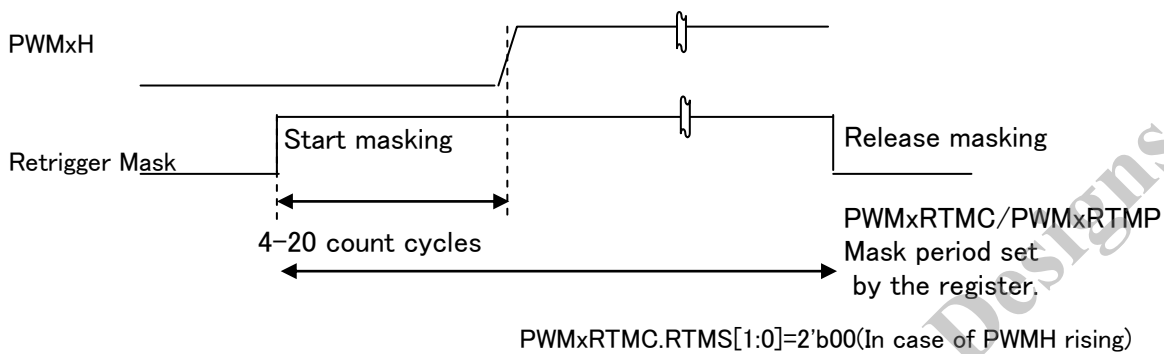 PWMxH
Start masking
Release masking
Retrigger Mask
4-20 count cycles
PWMxRTMC/PWMxRTMP
Mask period set
by the register.
PWMxRTMC.RTMS[1:0]=2'b00(In case of PWMH rising)
Designs